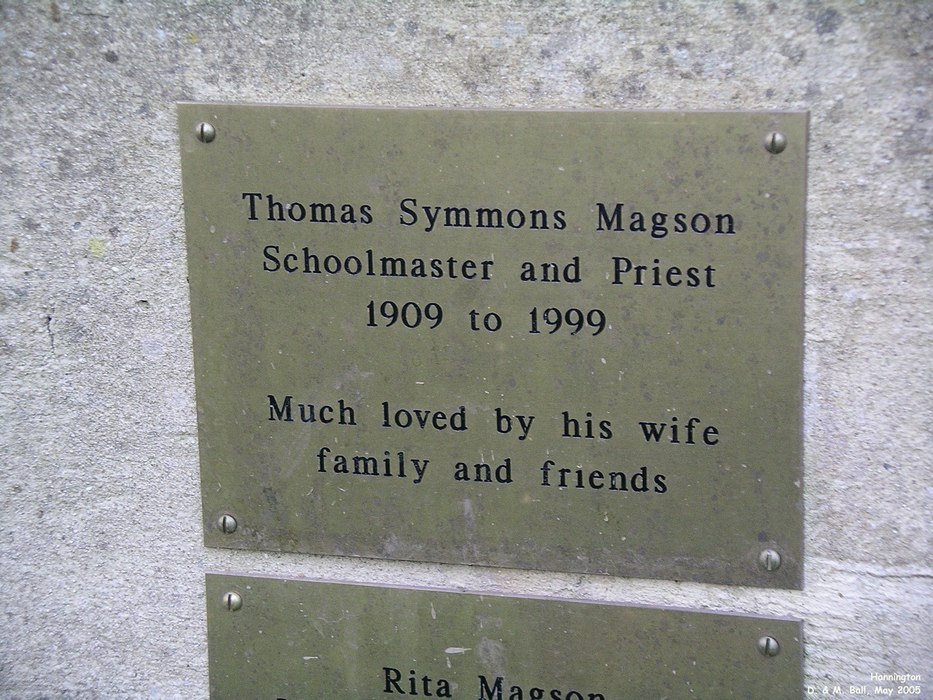 Thomas Symmons Magson
Schoolmaster and Priest
1909 to 1999
Much loved by his wife
family and friends
Rita Magson
Hannington
D. & M. Ball, May 2005